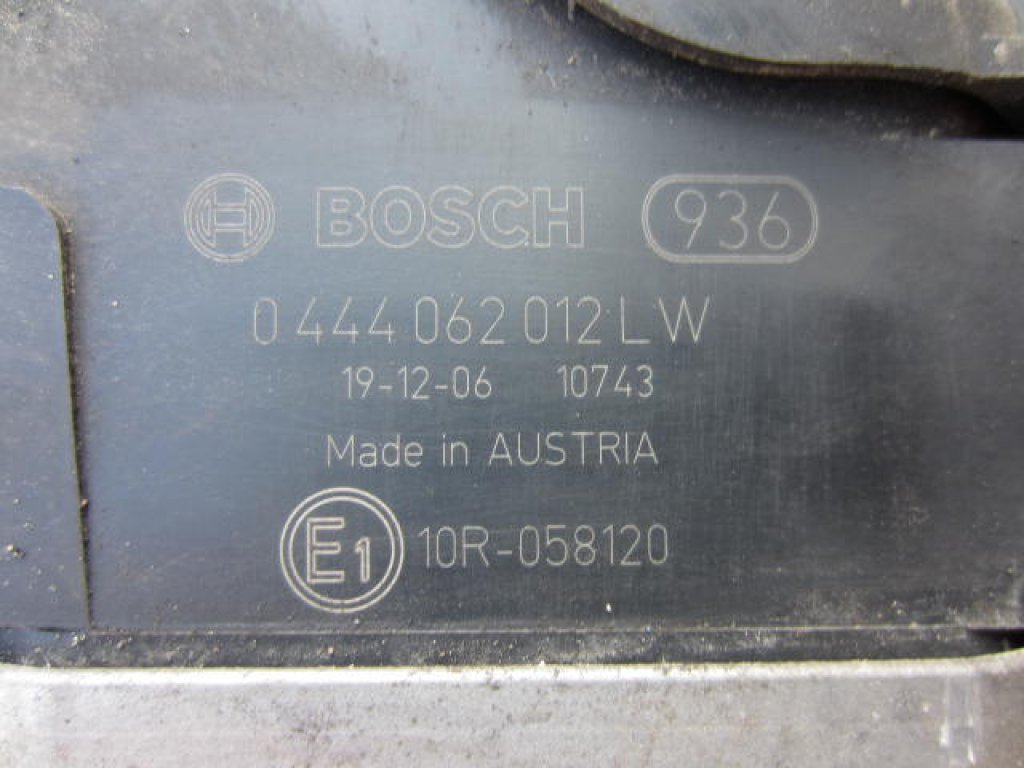 BOSCH 936
0 444 062 012 LW
19-12-06 10743
Made in AUSTRIA
E1 10R-058120